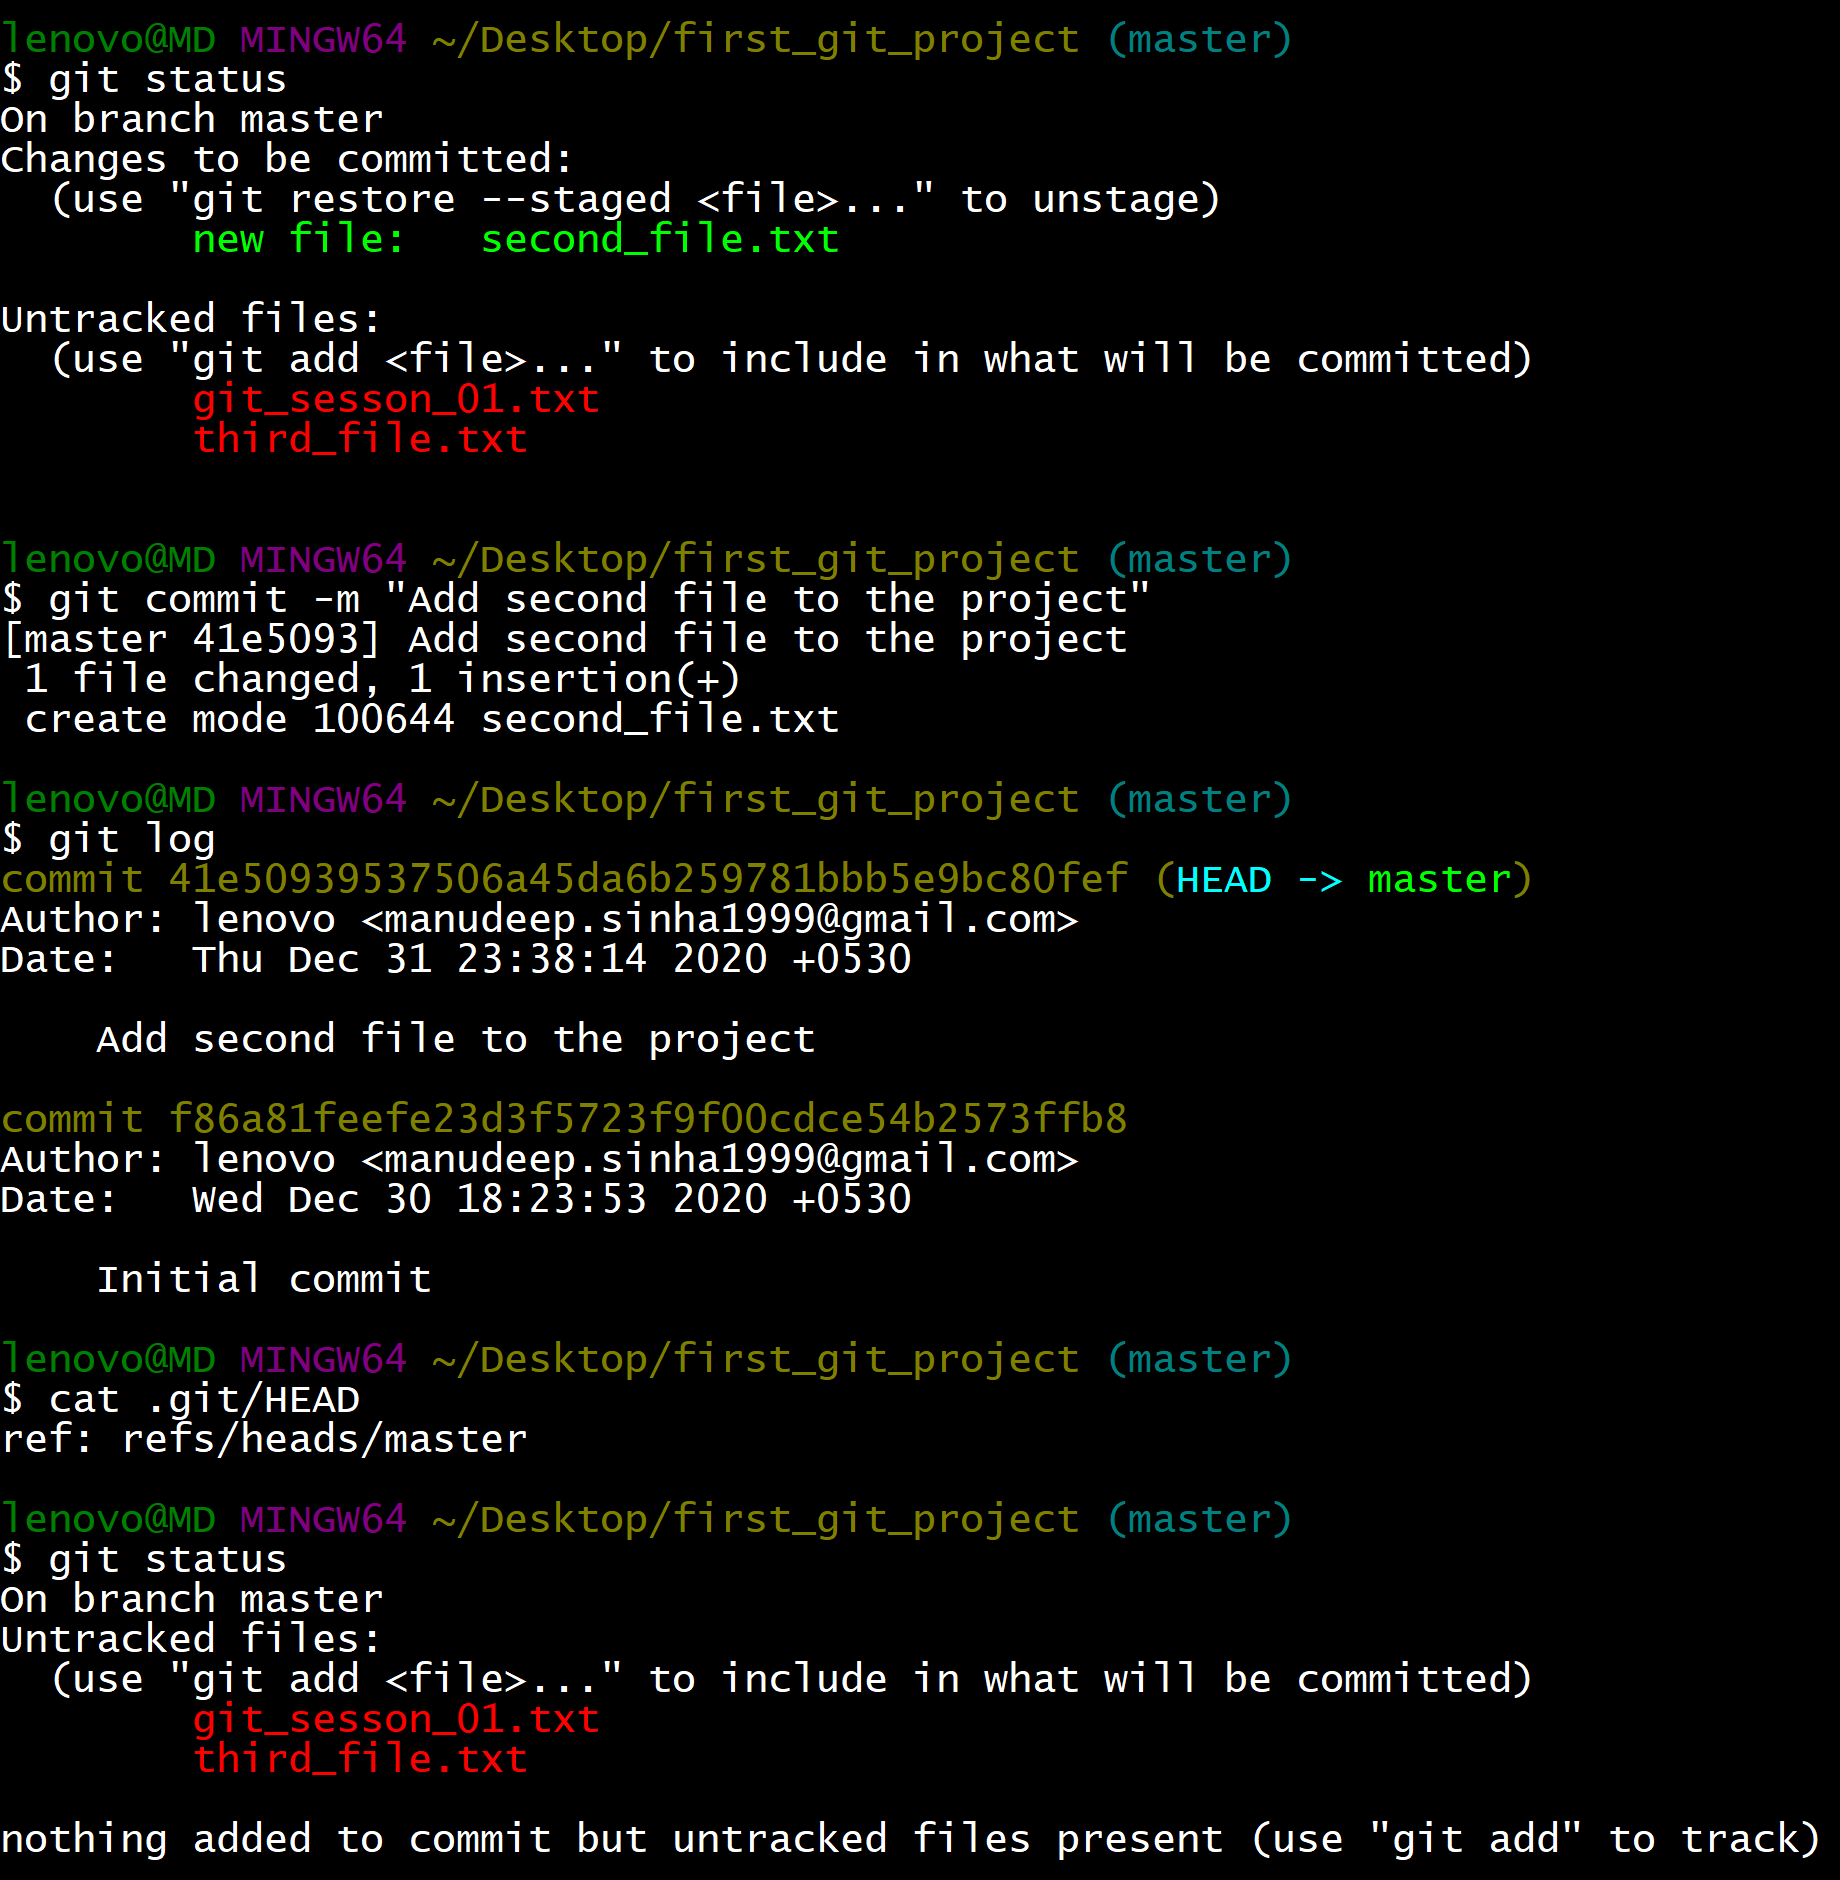 lenovo@MD MINGW64 ~/Desktop/first_git_project (master)
$ git status
On branch master
Changes to be committed:
  (use "git restore --staged <file>..." to unstage)
        new file:   second_file.txt

Untracked files:
  (use "git add <file>..." to include in what will be committed)
        git_sesson_01.txt
        third_file.txt


lenovo@MD MINGW64 ~/Desktop/first_git_project (master)
$ git commit -m "Add second file to the project"
[master 41e5093] Add second file to the project
 1 file changed, 1 insertion(+)
 create mode 100644 second_file.txt

lenovo@MD MINGW64 ~/Desktop/first_git_project (master)
$ git log
commit 41e50939537506a45da6b259781bbb5e9bc80fef (HEAD -> master)
Author: lenovo <manudeep.sinha1999@gmail.com>
Date:   Thu Dec 31 23:38:14 2020 +0530

    Add second file to the project

commit f86a81feefe23d3f5723f9f00cdce54b2573ffb8
Author: lenovo <manudeep.sinha1999@gmail.com>
Date:   Wed Dec 30 18:23:53 2020 +0530

    Initial commit

lenovo@MD MINGW64 ~/Desktop/first_git_project (master)
$ cat .git/HEAD
ref: refs/heads/master

lenovo@MD MINGW64 ~/Desktop/first_git_project (master)
$ git status
On branch master
Untracked files:
  (use "git add <file>..." to include in what will be committed)
        git_sesson_01.txt
        third_file.txt

nothing added to commit but untracked files present (use "git add" to track)